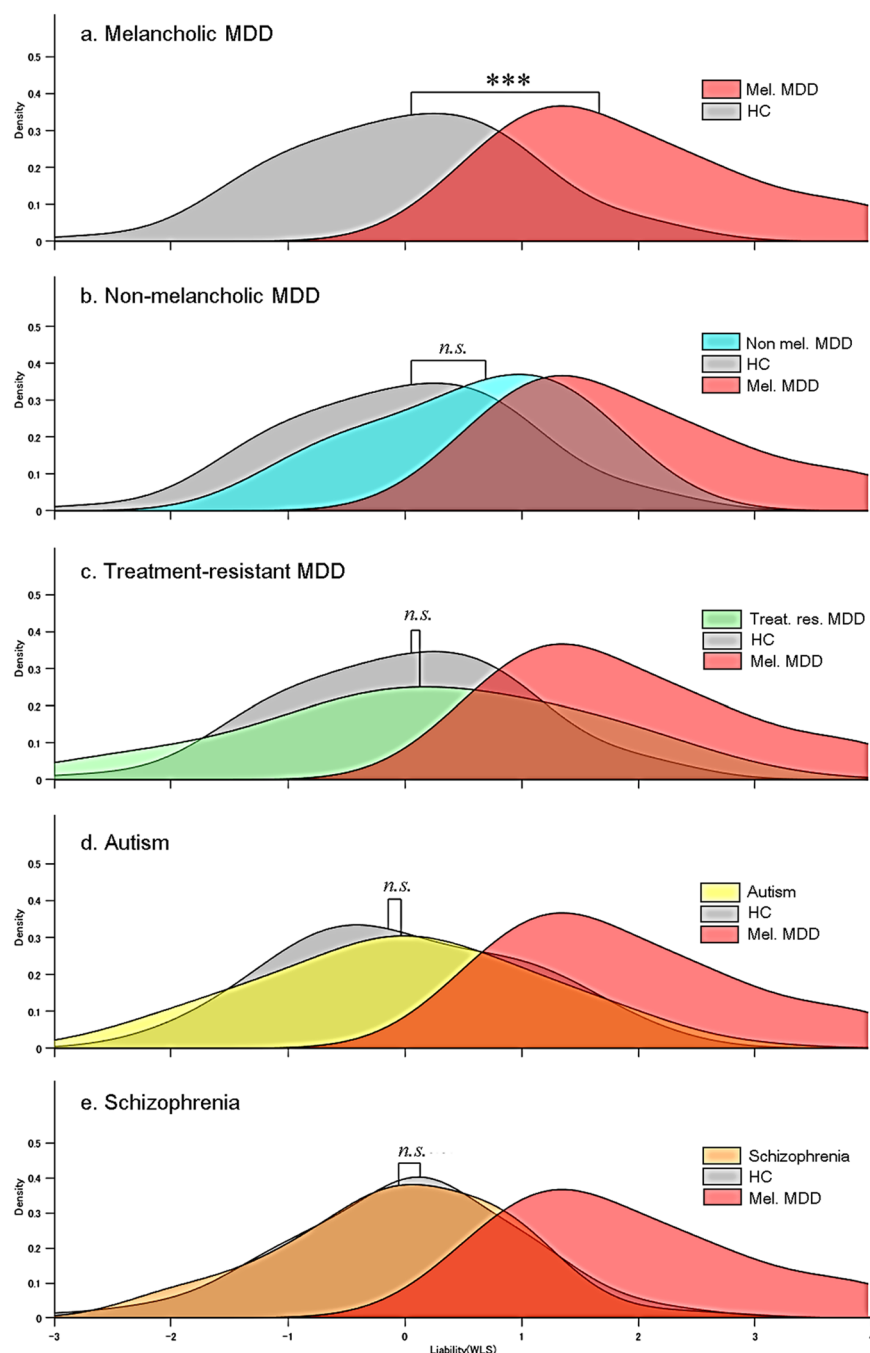 a. Melancholic MDD
***
Mel. MDD
HC
Density
0.5
0.4
0.3
0.2
0.1
0
b. Non-melancholic MDD
n.s.
Non mel. MDD
HC
Mel. MDD
Density
0.5
0.4
0.3
0.2
0.1
0
c. Treatment-resistant MDD
n.s.
Treat. res. MDD
HC
Mel. MDD
Density
0.5
0.4
0.3
0.2
0.1
0
d. Autism
n.s.
Autism
HC
Mel. MDD
Density
0.5
0.4
0.3
0.2
0.1
0
e. Schizophrenia
n.s.
Schizophrenia
HC
Mel. MDD
Density
0.5
0.4
0.3
0.2
0.1
0
-3 -2 -1 0 1 2 3
Liability(WLS)